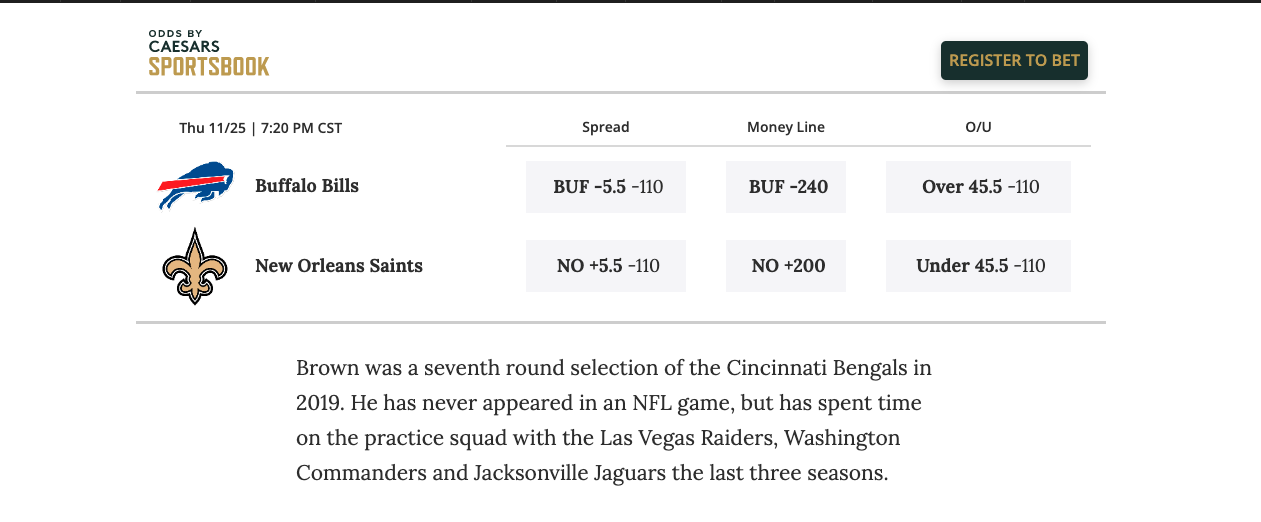 ODDS BY
CAESARS
SPORTSBOOK
REGISTER TO BET
Thu 11/25 | 7:20 PM CST Spread Money Line O/U
Buffalo Bills BUF -5.5 -110 BUF -240 Over 45.5 -110
New Orleans Saints NO +5.5 -110 NO +200 Under 45.5 -110
Brown was a seventh round selection of the Cincinnati Bengals in
2019. He has never appeared in an NFL game, but has spent time
on the practice squad with the Las Vegas Raiders, Washington
Commanders and Jacksonville Jaguars the last three seasons.